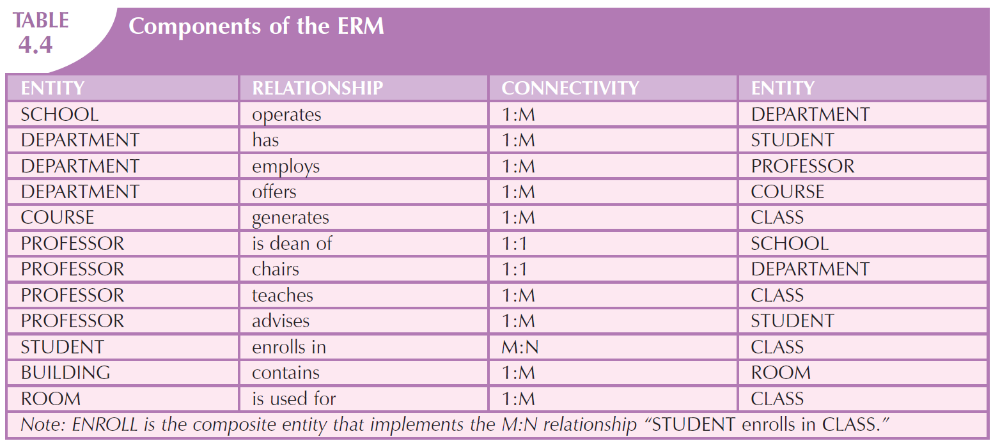 TABLE
4.4
Components of the ERM
ENTITY RELATIONSHIP CONNECTIVITY ENTITY
SCHOOL operates 1:M DEPARTMENT
DEPARTMENT has 1:M STUDENT
DEPARTMENT employs 1:M PROFESSOR
DEPARTMENT offers 1:M COURSE
COURSE generates 1:M CLASS
PROFESSOR is dean of 1:1 SCHOOL
PROFESSOR chairs 1:1 DEPARTMENT
PROFESSOR teaches 1:M CLASS
PROFESSOR advises 1:M STUDENT
STUDENT enrolls in M:N CLASS
BUILDING contains 1:M ROOM
ROOM is used for 1:M CLASS
Note: ENROLL is the composite entity that implements the M:N relationship “STUDENT enrolls in CLASS.”